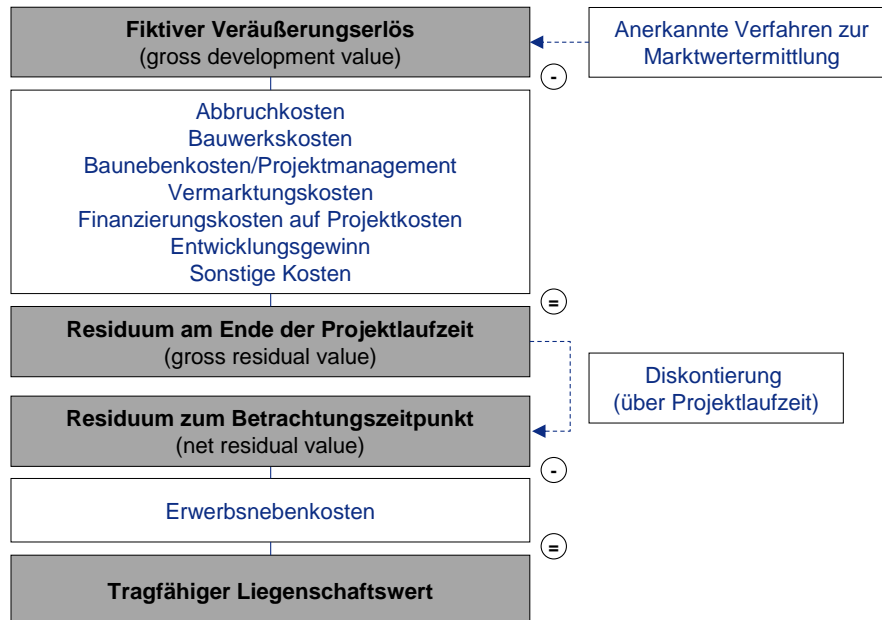 Fiktiver Veräußerungserlös
(gross development value)
Anerkannte Verfahren zur
Marktwertermittlung
-
Abbruchkosten
Bauwerkskosten
Baunebenkosten/Projektmanagement
Vermarktungskosten
Finanzierungskosten auf Projektkosten
Entwicklungsgewinn
Sonstige Kosten
=
Residuum am Ende der Projektlaufzeit
(gross residual value)
Diskontierung
(über Projektlaufzeit)
Residuum zum Betrachtungszeitpunkt
(net residual value)
-
Erwerbsnebenkosten
=
Tragfähiger Liegenschaftswert